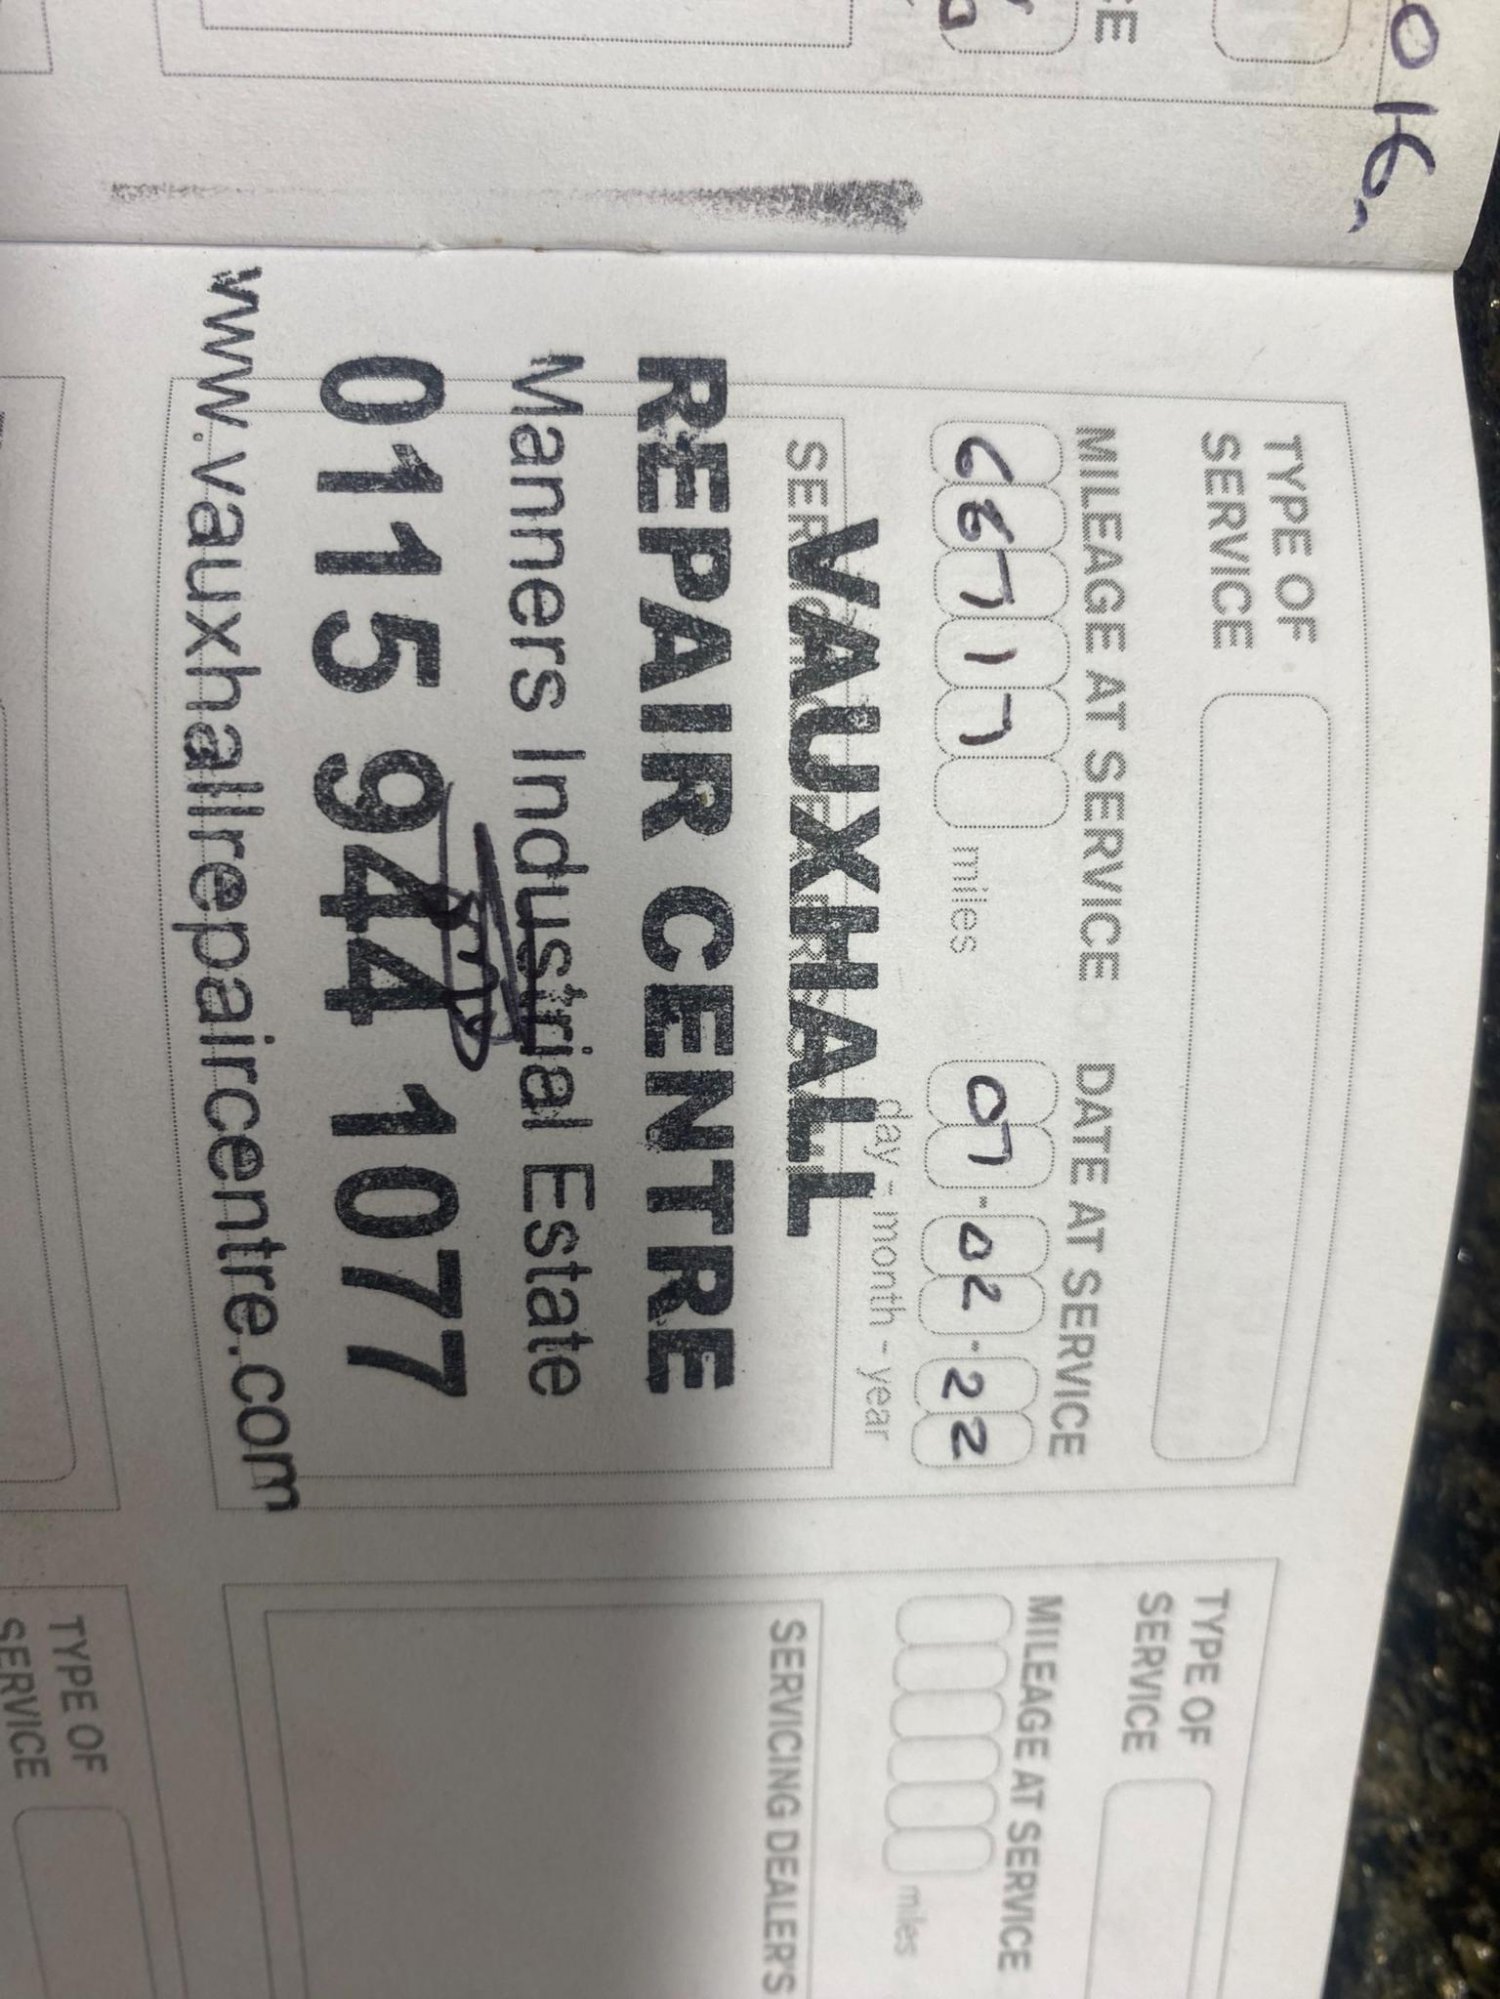 OK,
TYPE OF
SERVICE
MILEAGE AT SERVICE
DATE AT SERVICE
68717 miles
07-02-22
day - month - year
VAUXHALL
REPAIR CENTRE
Manners Industrial Estate
0115 944 1077
www.vauxhallrepaircentre.com
TYPE OF
SERVICE
MILEAGE AT SERVICE
miles
SERVICING DEALER'S
TYPE OF
SERVICE